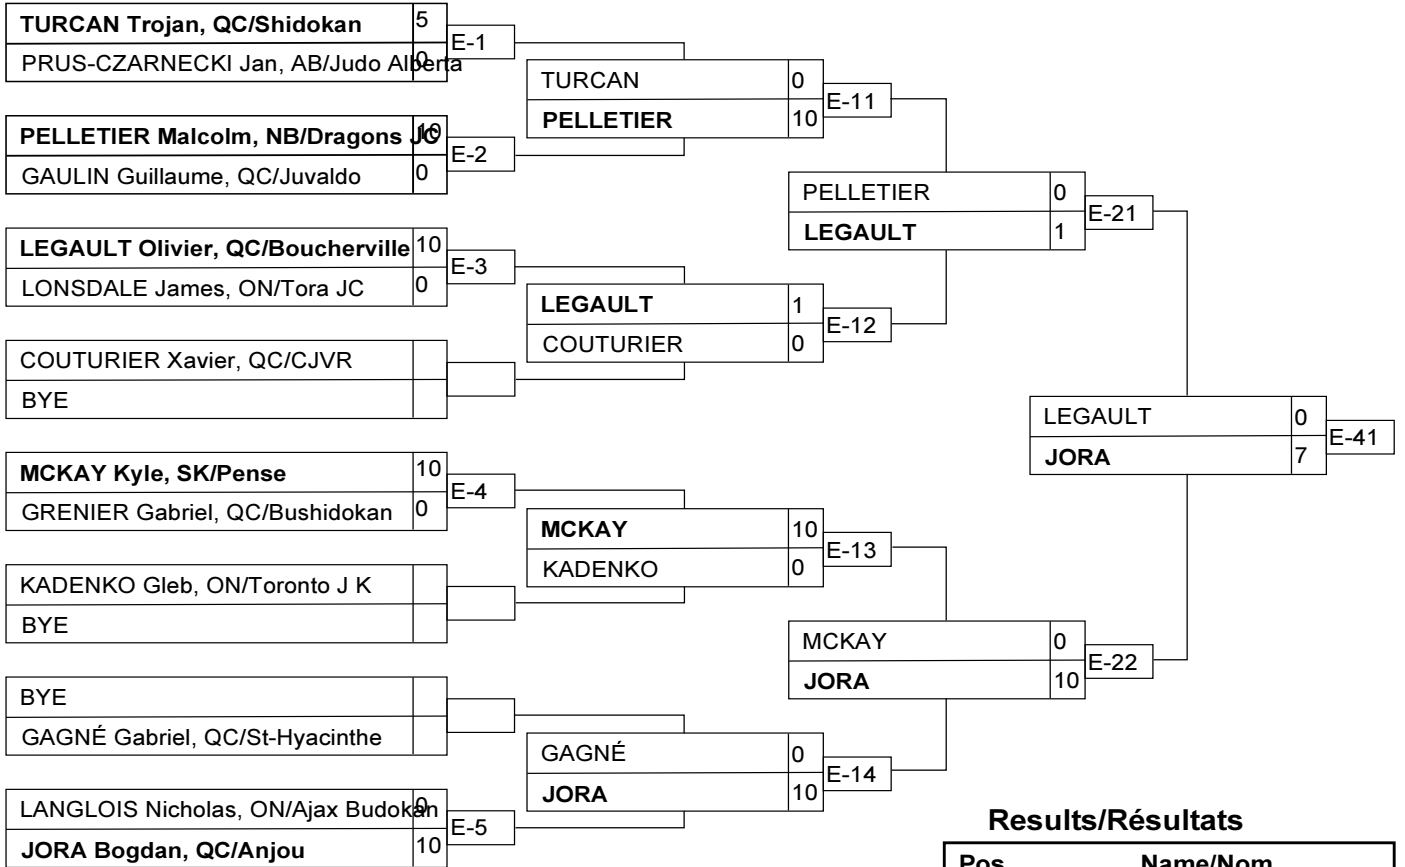 TURCAN Trojan, QC/Shidokan 5
E-1
PRUS-CZARNECKI Jan, AB/Judo Alberta 0
PELLETIER Malcolm, NB/Dragons JC 10
E-2
GAULIN Guillaume, QC/Juvaldo 0
LEGAULT Olivier, QC/Boucherville 10
E-3
LONSDALE James, ON/Tora JC 0
COUTURIER Xavier, QC/CJVR
BYE
MCKAY Kyle, SK/Pense 10
E-4
GRENIER Gabriel, QC/Bushidokan 0
KADENKO Gleb, ON/Toronto J K
BYE
BYE
GAGNÉ Gabriel, QC/St-Hyacinthe
LANGLOIS Nicholas, ON/Ajax Budokan 0
E-5
JORA Bogdan, QC/Anjou 10
TURCAN 0
E-11
PELLETIER 10
LEGAULT 1
E-12
COUTURIER 0
MCKAY 10
E-13
KADENKO 0
GAGNÉ 0
E-14
JORA 10
PELLETIER 0
E-21
LEGAULT 1
MCKAY 0
E-22
JORA 10
LEGAULT 0
E-41
JORA 7
Results/Résultats
Pos Name/Nom